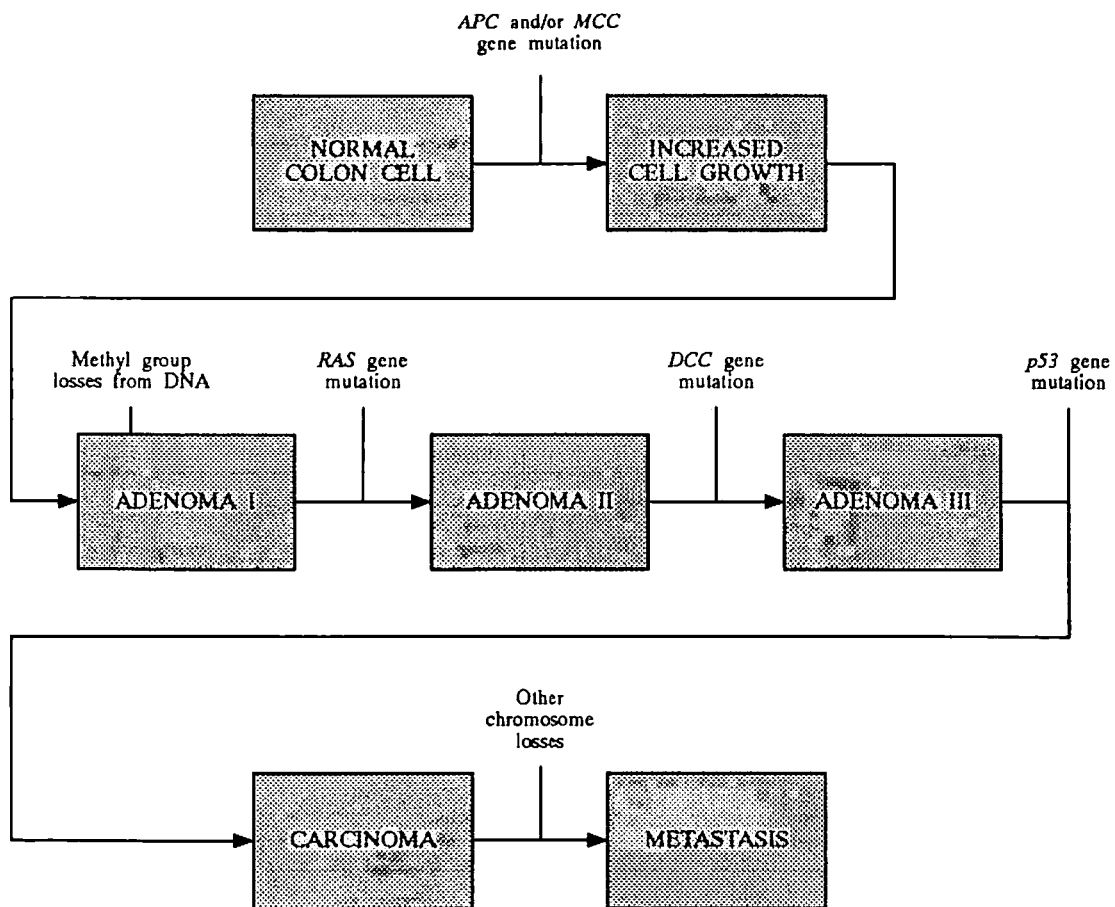 APC and/or MCC
gene mutation
NORMAL
COLON CELL
INCREASED
CELL GROWTH
Methyl group
losses from DNA
RAS gene
mutation
DCC gene
mutation
p53 gene
mutation
ADENOMA I
ADENOMA II
ADENOMA III
Other
chromosome
losses
CARCINOMA
METASTASIS